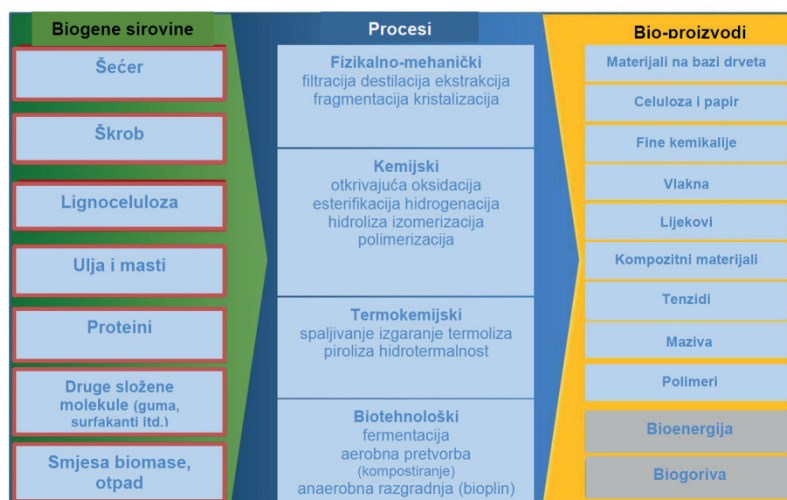 Biogene sirovine
Šećer
Škrob
Lignoceluloza
Ulja i masti
Proteini
Druge složene
molekule (guma,
surfakanti itd.)
Smjesa biomase,
otpad
Procesi
Fizikalno-mehanički
filtracija destilacija ekstrakcija
fragmentacija kristalizacija
Kemijski
otkrivajuća oksidacija
esterifikacija hidrogenacija
hidroliza izomerizacija
polimerizacija
Termokemijski
spaljivanje izgaranje termoliza
piroliza hidrotermalnost
Biotehnološki
fermentacija
aerobna pretvorba
(kompostiranje)
anaerobna razgradnja (bioplin)
Bio-proizvodi
Materijali na bazi drveta
Celuloza i papir
Fine kemikalije
Vlakna
Lijekovi
Kompozitni materijali
Tenzidi
Maziva
Polimeri
Bioenergija
Biogoriva